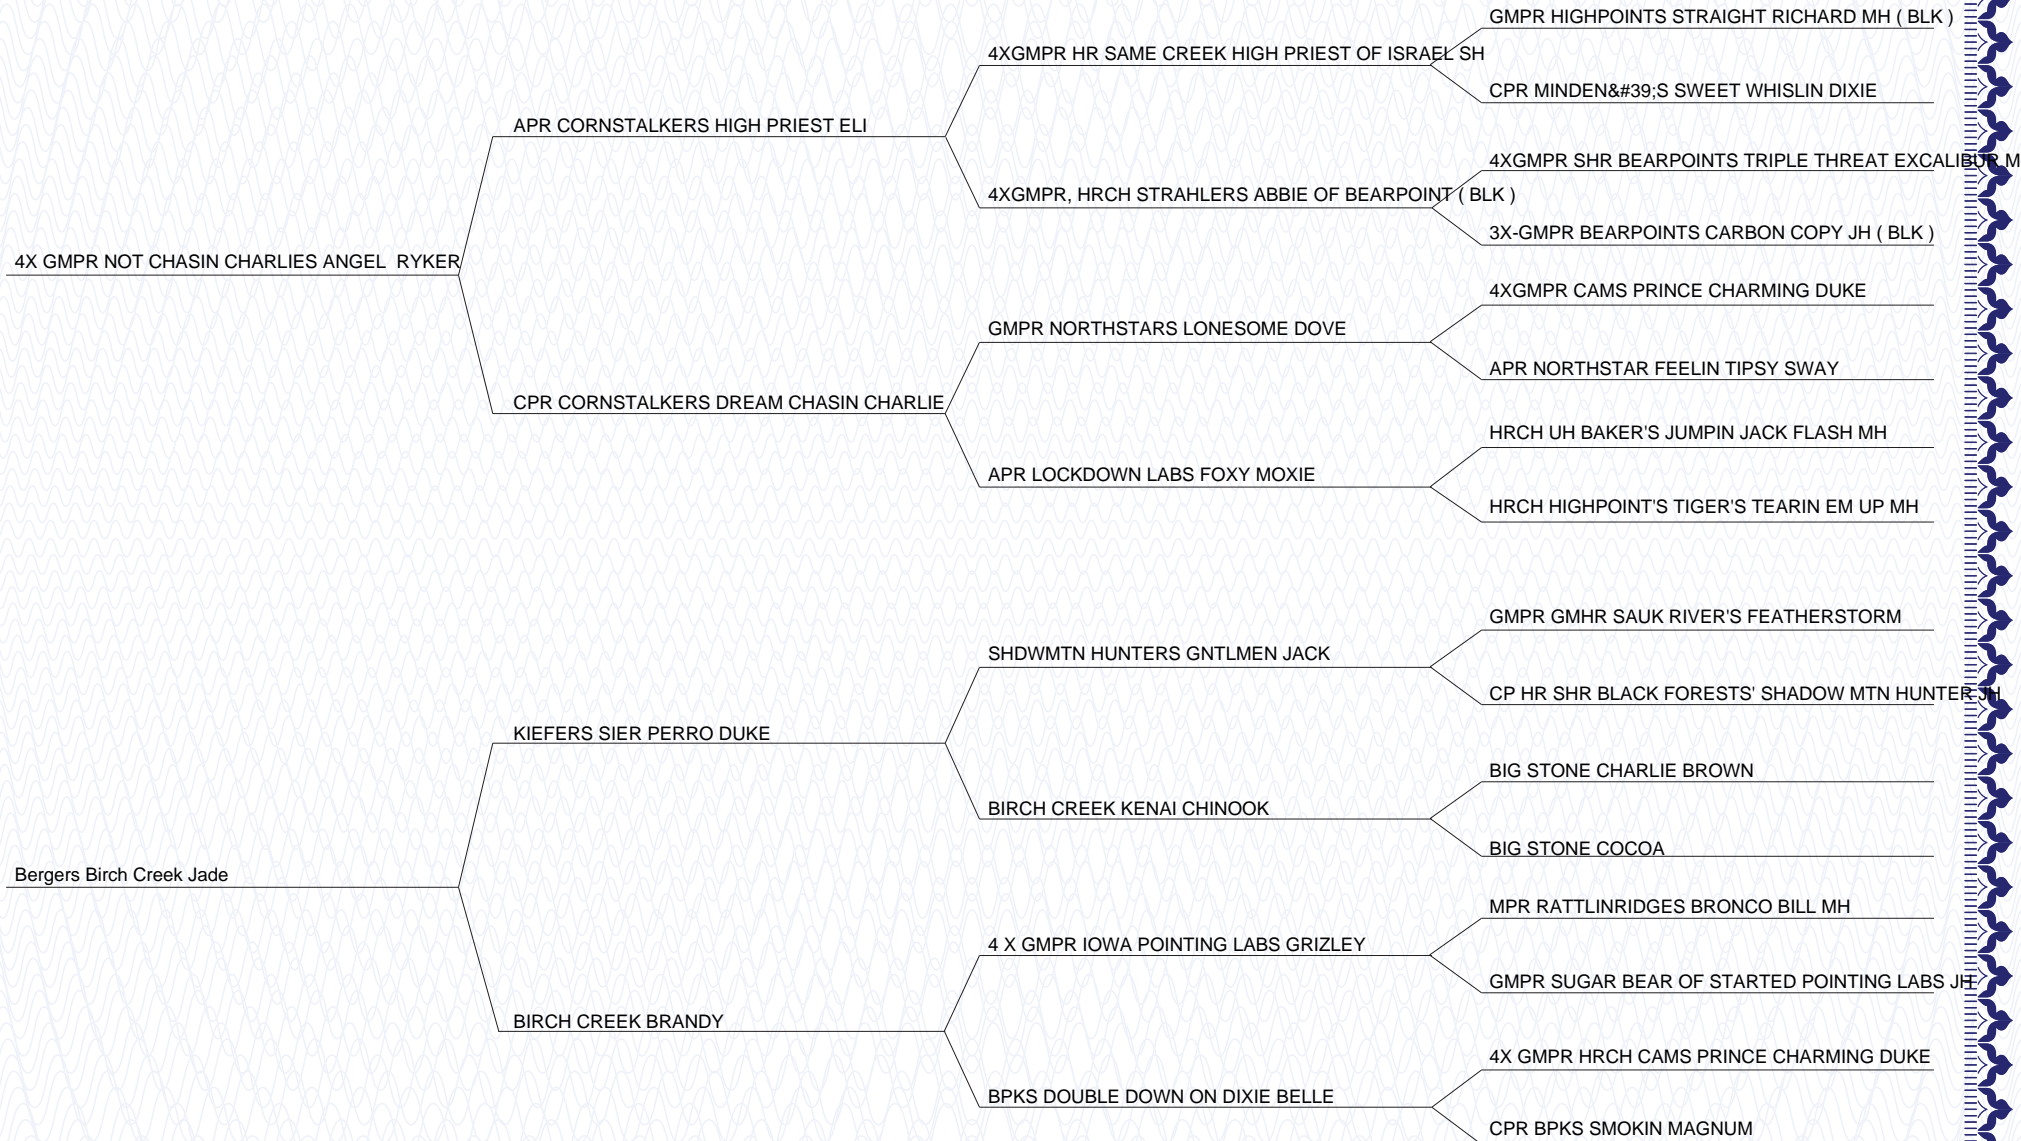 GMPR HIGHPOINTS STRAIGHT RICHARD MH ( BLK )
4XGMPR HR SAME CREEK HIGH PRIEST OF ISRAEL SH
CPR MINDEN&#39;S SWEET WHISLIN DIXIE
APR CORNSTALKERS HIGH PRIEST ELI
4XGMPR SHR BEARPOINTS TRIPLE THREAT EXCALIBUR M
4XGMPR, HRCH STRAHLERS ABBIE OF BEARPOINT ( BLK )
3X-GMPR BEARPOINTS CARBON COPY JH ( BLK )
4X GMPR NOT CHASIN CHARLIES ANGEL  RYKER
4XGMPR CAMS PRINCE CHARMING DUKE
GMPR NORTHSTARS LONESOME DOVE
APR NORTHSTAR FEELIN TIPSY SWAY
CPR CORNSTALKERS DREAM CHASIN CHARLIE
HRCH UH BAKER'S JUMPIN JACK FLASH MH
APR LOCKDOWN LABS FOXY MOXIE
HRCH HIGHPOINT'S TIGER'S TEARIN EM UP MH
GMPR GMHR SAUK RIVER'S FEATHERSTORM
SHDWMTN HUNTERS GNTLMEN JACK
CP HR SHR BLACK FORESTS' SHADOW MTN HUNTER JH
KIEFERS SIER PERRO DUKE
BIG STONE CHARLIE BROWN
BIRCH CREEK KENAI CHINOOK
BIG STONE COCOA
Bergers Birch Creek Jade
MPR RATTLINRIDGES BRONCO BILL MH
4 X GMPR IOWA POINTING LABS GRIZLEY
GMPR SUGAR BEAR OF STARTED POINTING LABS JH
BIRCH CREEK BRANDY
4X GMPR HRCH CAMS PRINCE CHARMING DUKE
BPKS DOUBLE DOWN ON DIXIE BELLE
CPR BPKS SMOKIN MAGNUM